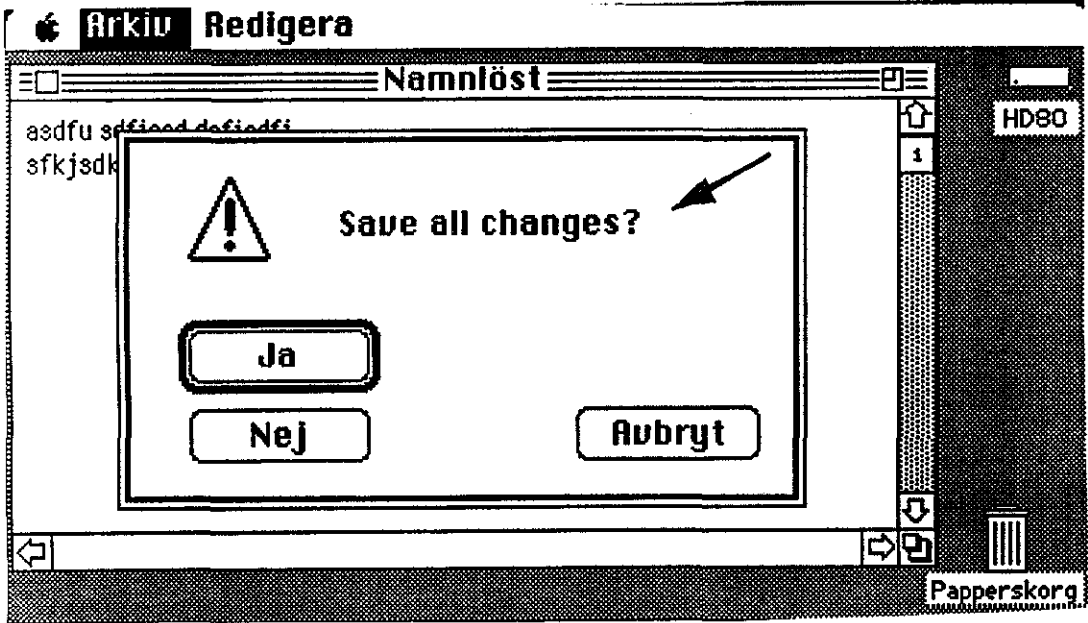 Arkiv Redigera
Namnlöst
HD80
asdfu
sfkjsdk
Save all changes?
Ja
Nej
Avbryt
Papperskorg